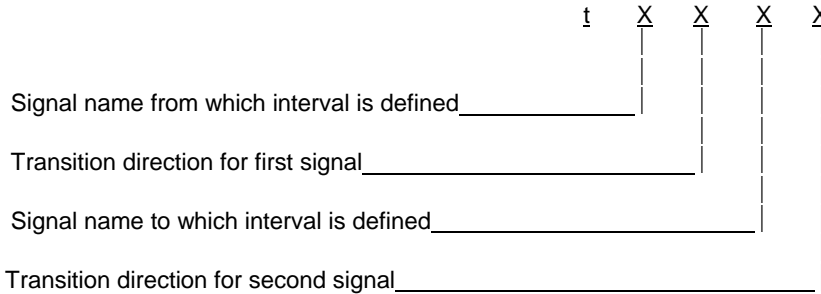 t X X X X
Signal name from which interval is defined
Transition direction for first signal
Signal name to which interval is defined
Transition direction for second signal